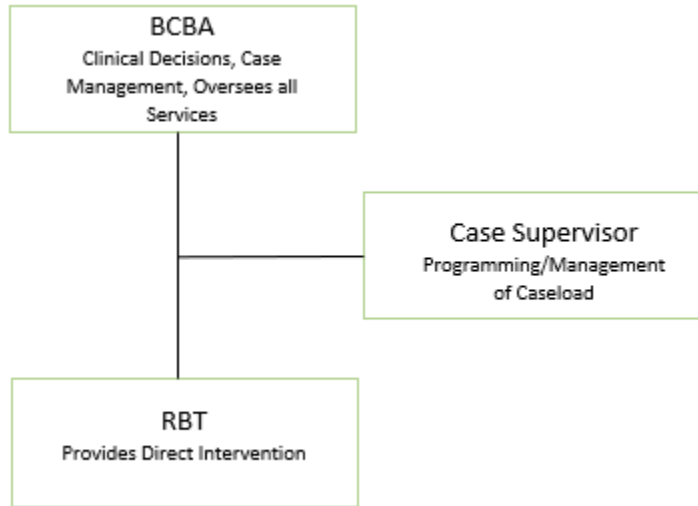 BCBA
Clinical Decisions, Case
Management, Oversees all
Services
Case Supervisor
Programming/Management
of Caseload
RBT
Provides Direct Intervention